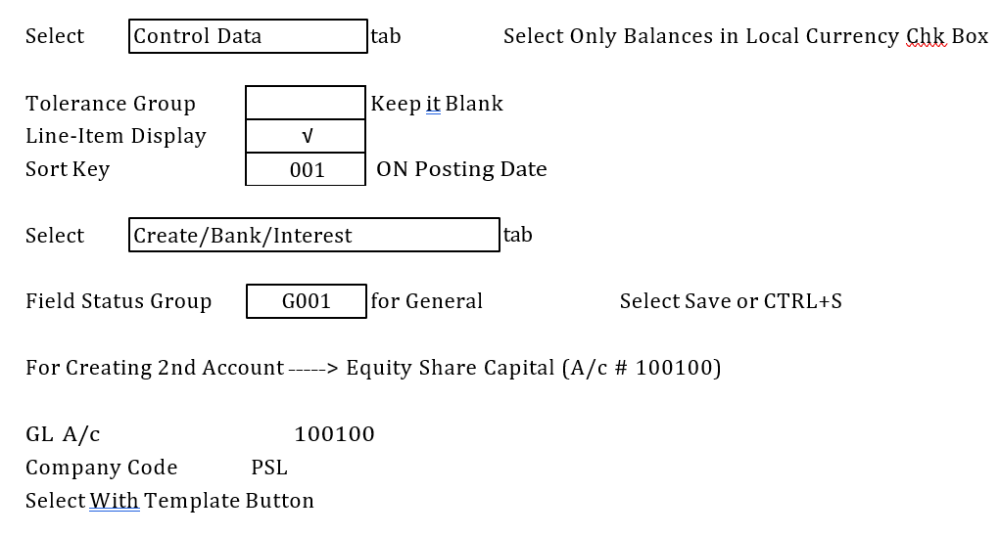 Select Control Data tab Select Only Balances in Local Currency Chk Box
Tolerance Group Keep it Blank
Line-Item Display √
Sort Key 001 ON Posting Date
Select Create/Bank/Interest tab
Field Status Group G001 for General Select Save or CTRL+S
For Creating 2nd Account -----> Equity Share Capital (A/c # 100100)
GL A/c 100100
Company Code PSL
Select With Template Button